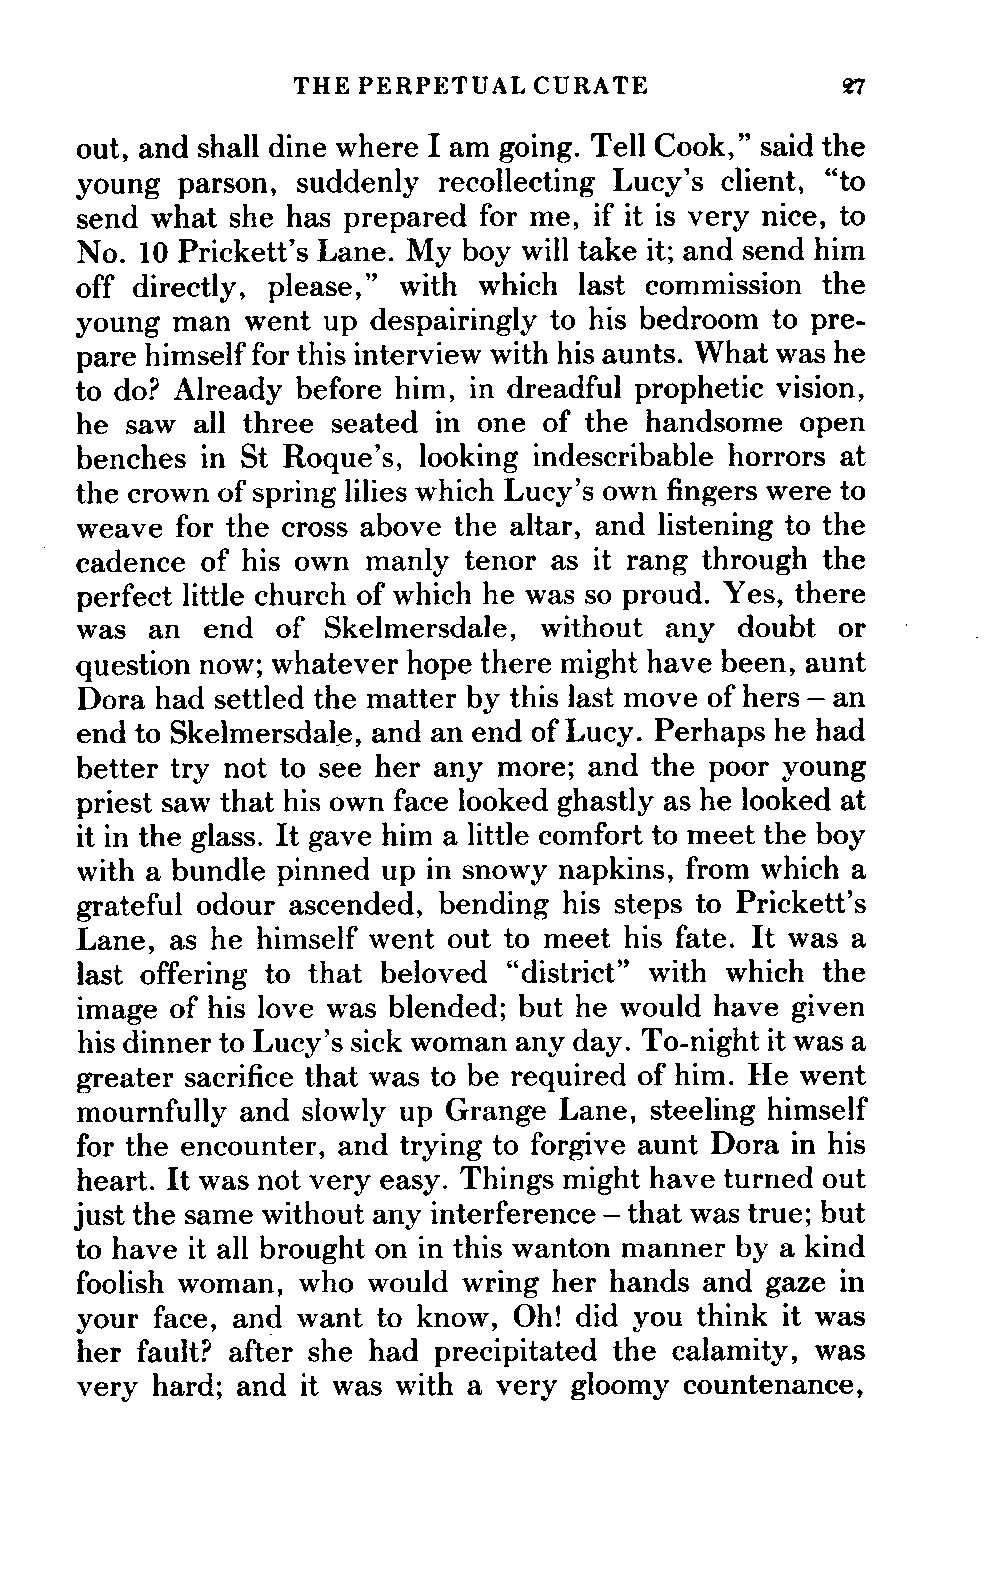 THE PERPETUAL CURATE 27
out, and shall dine where I am going. Tell Cook,” said the
young parson, suddenly recollecting Lucy’s client, “to
send what she has prepared for me, if it is very nice, to
No. 10 Prickett’s Lane. My boy will take it; and send him
off directly, please,” with which last commission the
young man went up despairingly to his bedroom to pre-
pare himself for this interview with his aunts. What was he
to do? Already before him, in dreadful prophetic vision,
he saw all three seated in one of the handsome open
benches in St Roque’s, looking indescribable horrors at
the crown of spring lilies which Lucy’s own fingers were to
weave for the cross above the altar, and listening to the
cadence of his own manly tenor as it rang through the
perfect little church of which he was so proud. Yes, there
was an end of Skelmersdale, without any doubt or
question now; whatever hope there might have been, aunt
Dora had settled the matter by this last move of hers – an
end to Skelmersdale, and an end of Lucy. Perhaps he had
better try not to see her any more; and the poor young
priest saw that his own face looked ghastly as he looked at
it in the glass. It gave him a little comfort to meet the boy
with a bundle pinned up in snowy napkins, from which a
grateful odour ascended, bending his steps to Prickett’s
Lane, as he himself went out to meet his fate. It was a
last offering to that beloved “district” with which the
image of his love was blended; but he would have given
his dinner to Lucy’s sick woman any day. To-night it was a
greater sacrifice that was to be required of him. He went
mournfully and slowly up Grange Lane, steeling himself
for the encounter, and trying to forgive aunt Dora in his
heart. It was not very easy. Things might have turned out
just the same without any interference – that was true; but
to have it all brought on in this wanton manner by a kind
foolish woman, who would wring her hands and gaze in
your face, and want to know, Oh! did you think it was
her fault? after she had precipitated the calamity, was
very hard; and it was with a very gloomy countenance,